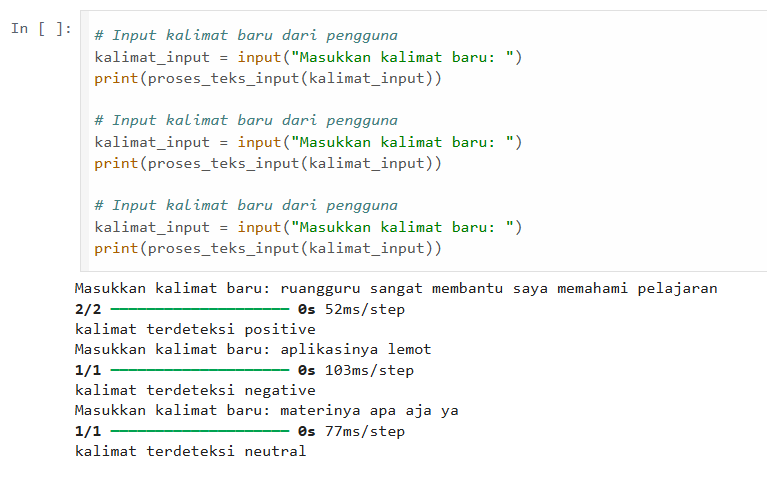 In [ ]:
# Input kalimat baru dari pengguna
kalimat_input = input("Masukkan kalimat baru: ")
print(proses_teks_input(kalimat_input))
# Input kalimat baru dari pengguna
kalimat_input = input("Masukkan kalimat baru: ")
print(proses_teks_input(kalimat_input))
# Input kalimat baru dari pengguna
kalimat_input = input("Masukkan kalimat baru: ")
print(proses_teks_input(kalimat_input))
Masukkan kalimat baru: ruangguru sangat membantu saya memahami pelajaran
2/2 ━━━━━━━━━━━━━━━━━━━━ 0s 52ms/step
kalimat terdeteksi positive
Masukkan kalimat baru: aplikasinya lemot
1/1 ━━━━━━━━━━━━━━━━━━━━ 0s 103ms/step
kalimat terdeteksi negative
Masukkan kalimat baru: materinya apa aja ya
1/1 ━━━━━━━━━━━━━━━━━━━━ 0s 77ms/step
kalimat terdeteksi neutral